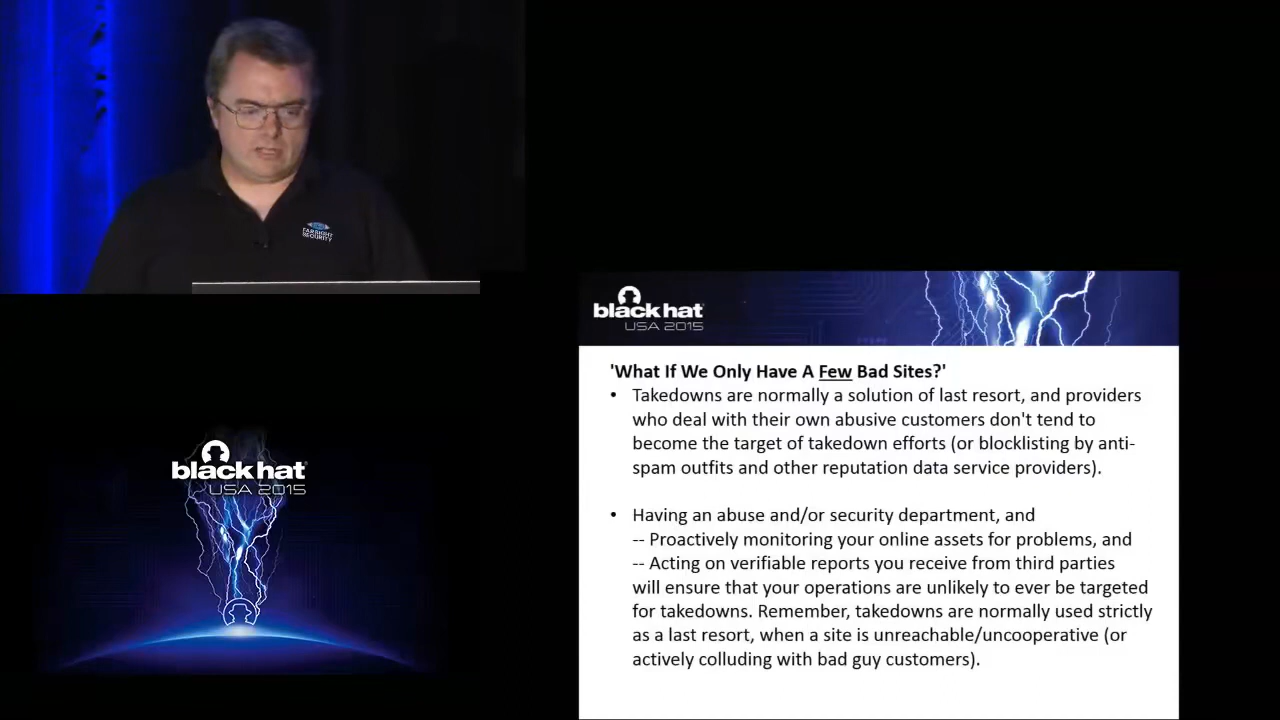 FARSIGHT
SECURITY
black hat
USA 2015
'What If We Only Have A Few Bad Sites?'
• Takedowns are normally a solution of last resort, and providers
who deal with their own abusive customers don't tend to
become the target of takedown efforts (or blocklisting by anti-
spam outfits and other reputation data service providers).
• Having an abuse and/or security department, and
-- Proactively monitoring your online assets for problems, and
-- Acting on verifiable reports you receive from third parties
will ensure that your operations are unlikely to ever be targeted
for takedowns. Remember, takedowns are normally used strictly
as a last resort, when a site is unreachable/uncooperative (or
actively colluding with bad guy customers).
black hat
USA 2015